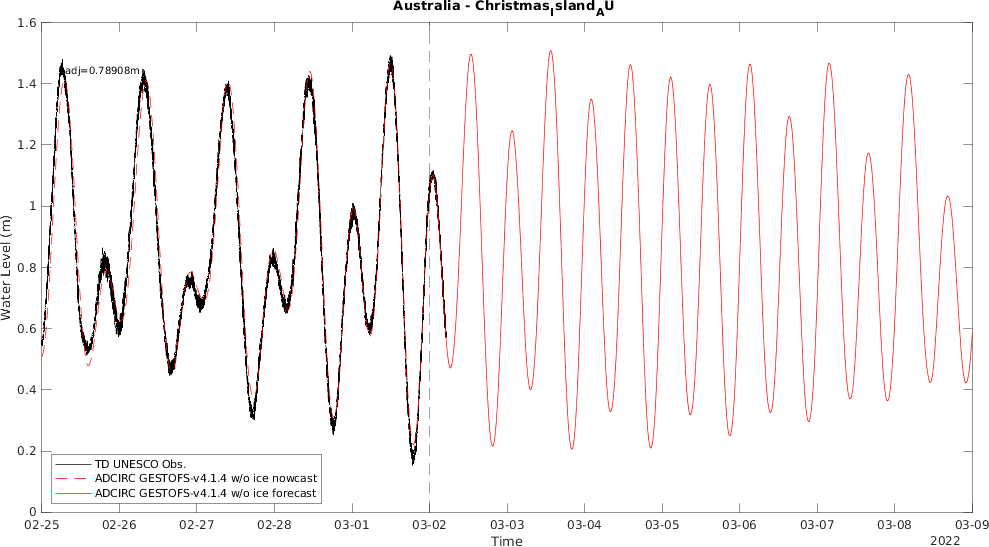 Australia - Christmas_Island_AU
1.6
1.4
1.2
1
0.8
0.6
0.4
0.2
0
Water Level (m)
adj=0.78908m
TD UNESCO Obs.
ADCIRC GESTOFS-v4.1.4 w/o ice nowcast
ADCIRC GESTOFS-v4.1.4 w/o ice forecast
02-25 02-26 02-27 02-28 03-01 03-02 03-03 03-04 03-05 03-06 03-07 03-08 03-09
Time
2022